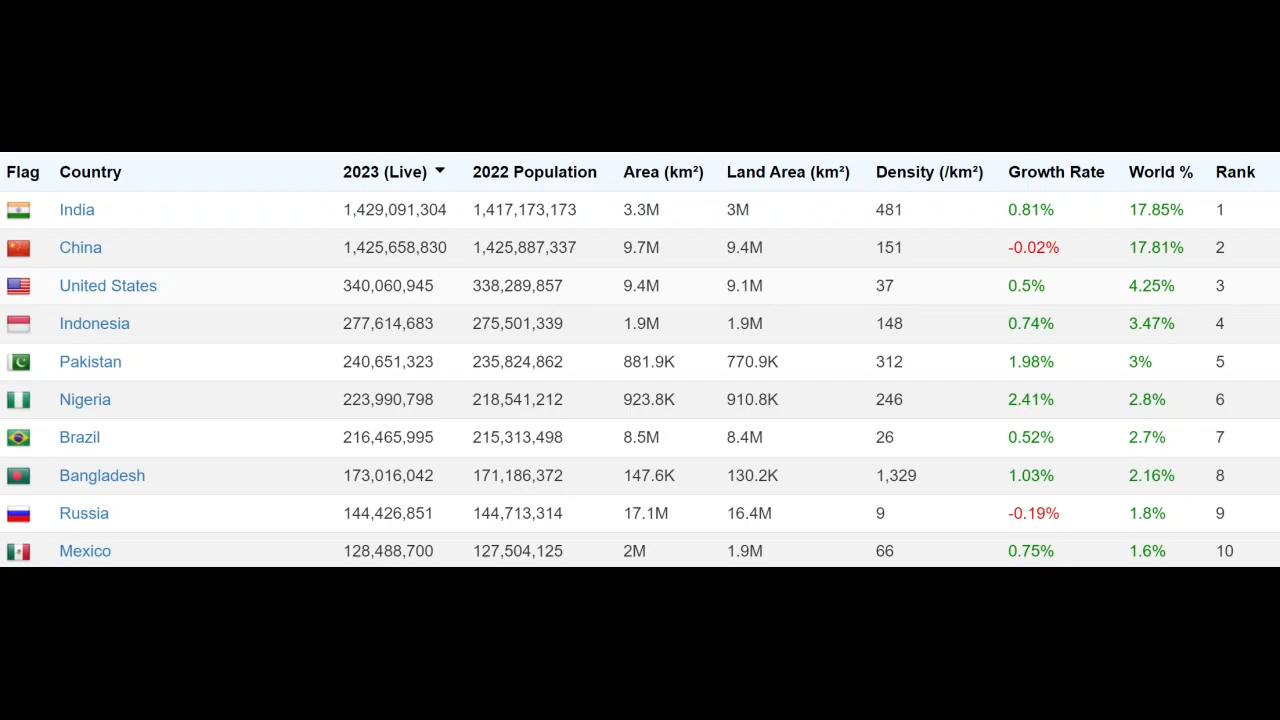 Flag Country 2023 (Live) 2022 Population Area (km²) Land Area (km²) Density (/km²) Growth Rate World % Rank
India 1,429,091,304 1,417,173,173 3.3M 3M 481 0.81% 17.85% 1
China 1,425,658,830 1,425,887,337 9.7M 9.4M 151 -0.02% 17.81% 2
United States 340,060,945 338,289,857 9.4M 9.1M 37 0.5% 4.25% 3
Indonesia 277,614,683 275,501,339 1.9M 1.9M 148 0.74% 3.47% 4
Pakistan 240,651,323 235,824,862 881.9K 770.9K 312 1.98% 3% 5
Nigeria 223,990,798 218,541,212 923.8K 910.8K 246 2.41% 2.8% 6
Brazil 216,465,995 215,313,498 8.5M 8.4M 26 0.52% 2.7% 7
Bangladesh 173,016,042 171,186,372 147.6K 130.2K 1,329 1.03% 2.16% 8
Russia 144,426,851 144,713,314 17.1M 16.4M 9 -0.19% 1.8% 9
Mexico 128,488,700 127,504,125 2M 1.9M 66 0.75% 1.6% 10